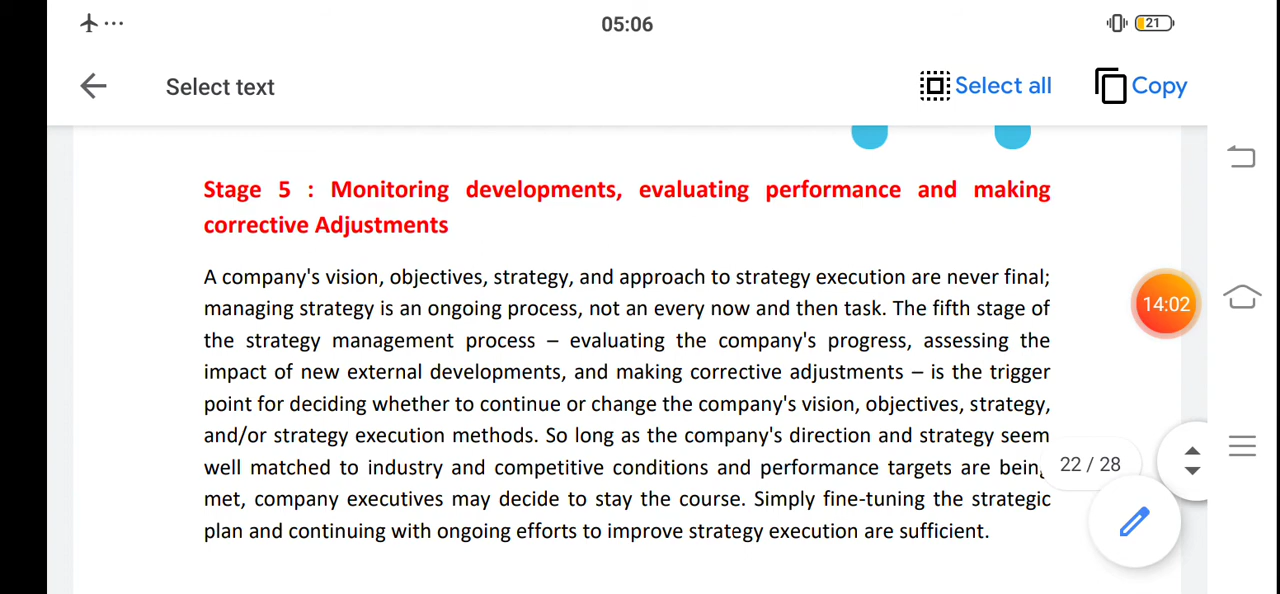 05:06
21
Select text
Select all
Copy
Stage 5 : Monitoring developments, evaluating performance and making
corrective Adjustments
A company's vision, objectives, strategy, and approach to strategy execution are never final;
managing strategy is an ongoing process, not an every now and then task. The fifth stage of
the strategy management process – evaluating the company's progress, assessing the
impact of new external developments, and making corrective adjustments – is the trigger
point for deciding whether to continue or change the company's vision, objectives, strategy,
and/or strategy execution methods. So long as the company's direction and strategy seem
well matched to industry and competitive conditions and performance targets are being
met, company executives may decide to stay the course. Simply fine-tuning the strategic
plan and continuing with ongoing efforts to improve strategy execution are sufficient.
14:02
22 / 28